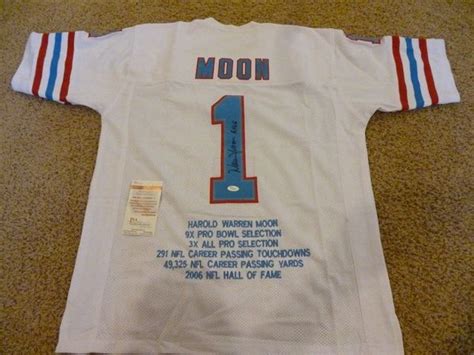 MOON
1
HAROLD WARREN MOON
9X PRO BOWL SELECTION
3X ALL PRO SELECTION
291 NFL CAREER PASSING TOUCHDOWNS
49,325 NFL CAREER PASSING YARDS
2006 NFL HALL OF FAME